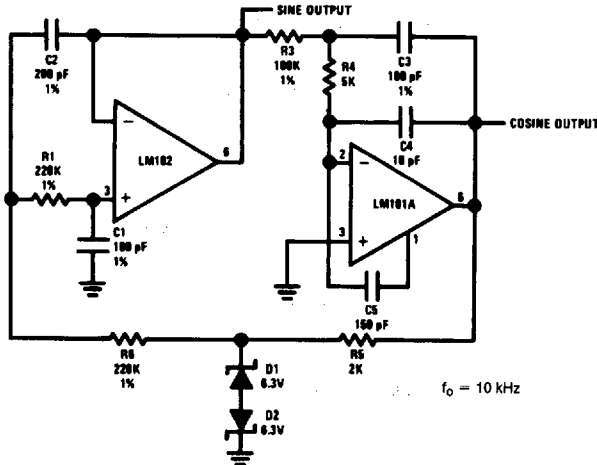 SINE OUTPUT
C2
200 pF
1%
R3
100K
1%
R4
5K
C3
100 pF
1%
C4
10 pF
COSINE OUTPUT
LM102
6
R1
220K
1%
3
C1
100 pF
1%
2
LM101A
6
3
1
C5
150 pF
R6
220K
1%
R5
2K
D1
6.3V
D2
6.3V
f₀ = 10 kHz